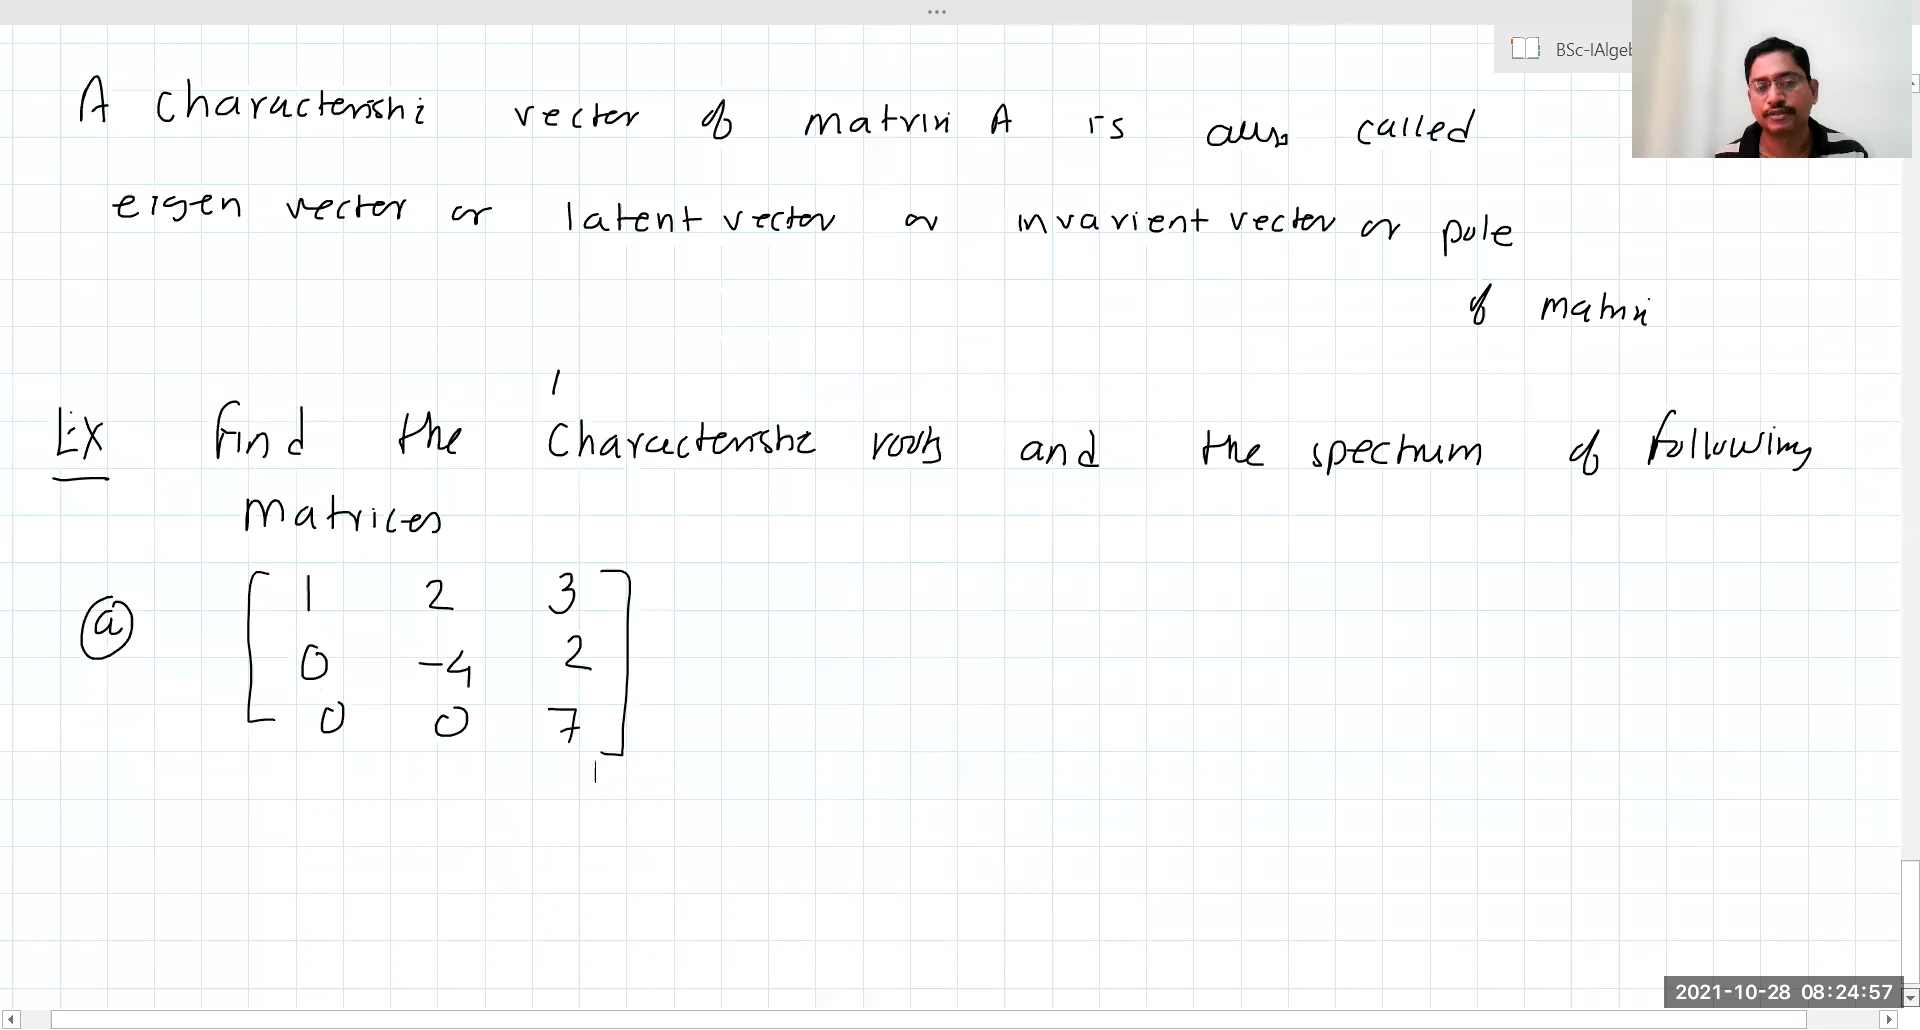 BSc-IAlgeb
A characteristic vector of matrix A is also called
eigen vector or latent vector or invarient vector or pole
of matrix
Ex Find the Characteristic roots and the spectrum of following
matrices
(a) [ 1 2 3
0 -4 2
0 0 7 ]
2021-10-28 08:24:57